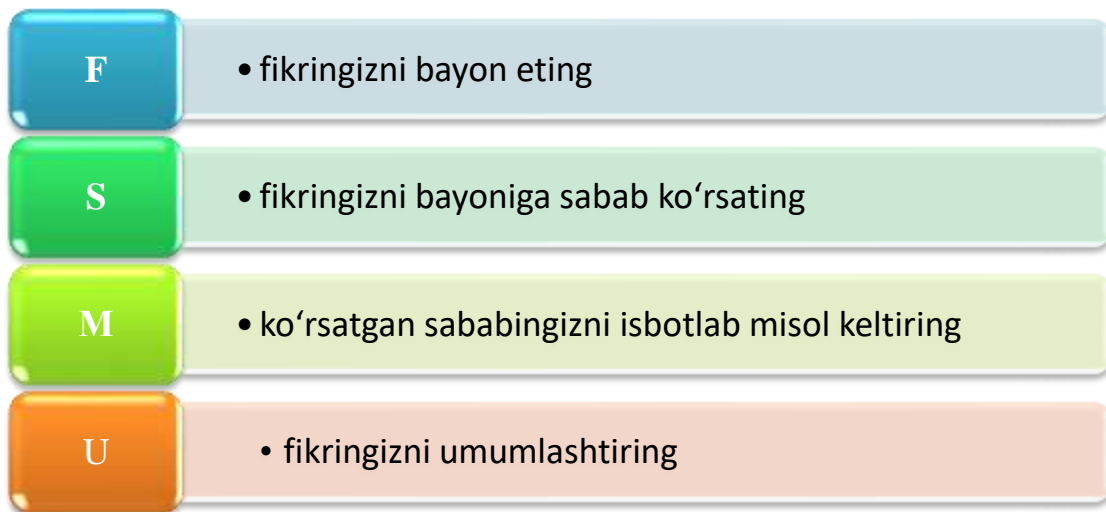 F
• fikringizni bayon eting
S
• fikringizni bayoniga sabab ko‘rsating
M
• ko‘rsatgan sababingizni isbotlab misol keltiring
U
• fikringizni umumlashtiring